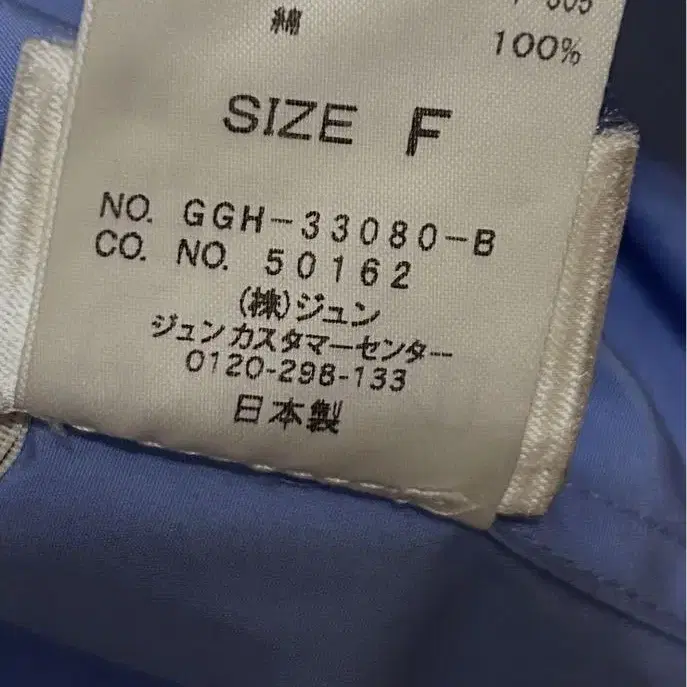 綿 100%
SIZE F
NO. GGH-33080-B
CO. NO. 50162
(株)ジュン
ジュンカスタマーセンター
0120-298-133
日本製